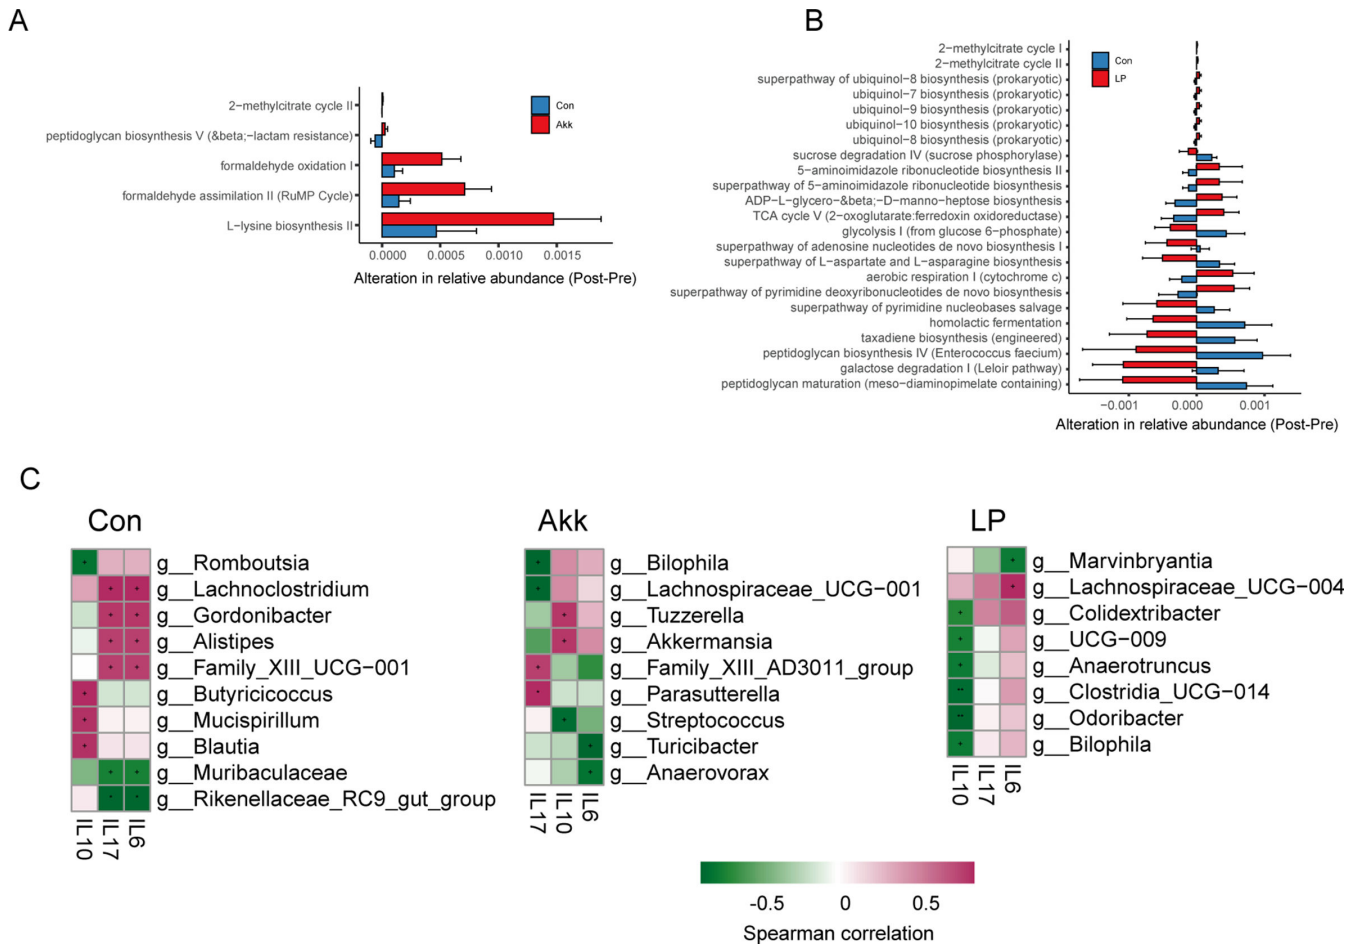 A
2−methylcitrate cycle II
peptidoglycan biosynthesis V (&beta;−lactam resistance)
formaldehyde oxidation I
formaldehyde assimilation II (RuMP Cycle)
L−lysine biosynthesis II
Con
Akk
0.0000 0.0005 0.0010 0.0015
Alteration in relative abundance (Post-Pre)
B
2−methylcitrate cycle I
2−methylcitrate cycle II
superpathway of ubiquinol−8 biosynthesis (prokaryotic)
ubiquinol−7 biosynthesis (prokaryotic)
ubiquinol−9 biosynthesis (prokaryotic)
ubiquinol−10 biosynthesis (prokaryotic)
ubiquinol−8 biosynthesis (prokaryotic)
sucrose degradation IV (sucrose phosphorylase)
5−aminoimidazole ribonucleotide biosynthesis II
superpathway of 5−aminoimidazole ribonucleotide biosynthesis
ADP−L−glycero−&beta;−D−manno−heptose biosynthesis
TCA cycle V (2−oxoglutarate:ferredoxin oxidoreductase)
glycolysis I (from glucose 6−phosphate)
superpathway of adenosine nucleotides de novo biosynthesis I
superpathway of L−aspartate and L−asparagine biosynthesis
aerobic respiration I (cytochrome c)
superpathway of pyrimidine deoxyribonucleotides de novo biosynthesis
superpathway of pyrimidine nucleobases salvage
homolactic fermentation
taxadiene biosynthesis (engineered)
peptidoglycan biosynthesis IV (Enterococcus faecium)
galactose degradation I (Leloir pathway)
peptidoglycan maturation (meso−diaminopimelate containing)
Con
LP
−0.001 0.000 0.001
Alteration in relative abundance (Post-Pre)
C
Con
g__Romboutsia
g__Lachnoclostridium
g__Gordonibacter
g__Alistipes
g__Family_XIII_UCG−001
g__Butyricicoccus
g__Mucispirillum
g__Blautia
g__Muribaculaceae
g__Rikenellaceae_RC9_gut_group
IL10 IL17 IL6
Akk
g__Bilophila
g__Lachnospiraceae_UCG−001
g__Tuzzerella
g__Akkermansia
g__Family_XIII_AD3011_group
g__Parasutterella
g__Streptococcus
g__Turicibacter
g__Anaerovorax
IL17 IL10 IL6
LP
g__Marvinbryantia
g__Lachnospiraceae_UCG−004
g__Colidextribacter
g__UCG−009
g__Anaerotruncus
g__Clostridia_UCG−014
g__Odoribacter
g__Bilophila
IL10 IL17 IL6
-0.5 0 0.5
Spearman correlation